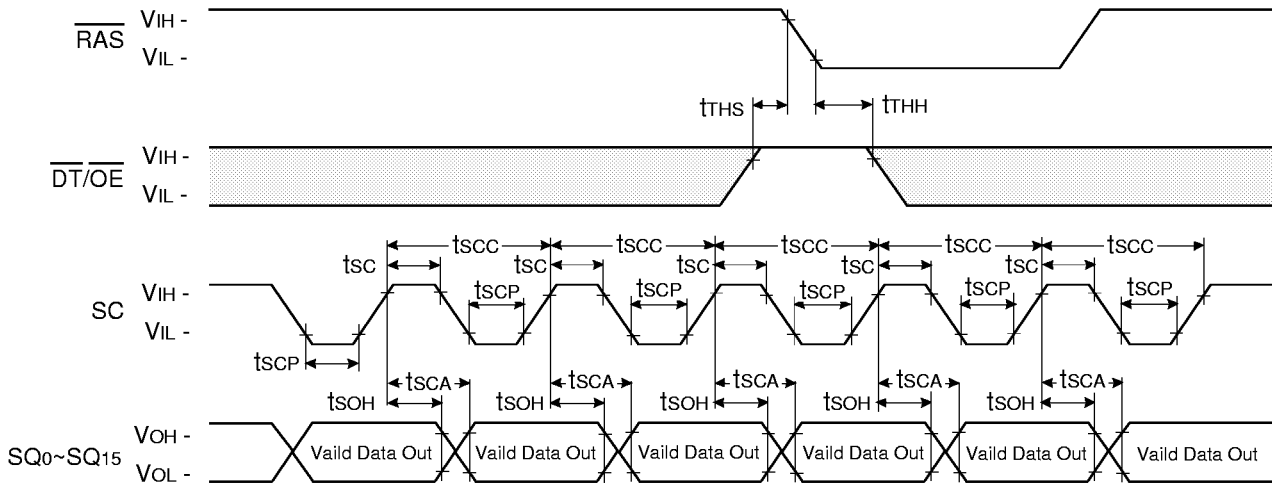 RAS
VIH -
VIL -
tTHS
tTHH
DT/OE
VIH -
VIL -
tSCC tSCC tSCC tSCC tSCC
tSC tSC tSC tSC tSC
SC
VIH -
VIL -
tSCP tSCP tSCP tSCP tSCP
tSCP
tSCA tSCA tSCA tSCA tSCA
tSOH tSOH tSOH tSOH tSOH
SQ0~SQ15
VOH -
VOL -
Vaild Data Out Vaild Data Out Vaild Data Out Vaild Data Out Vaild Data Out Vaild Data Out